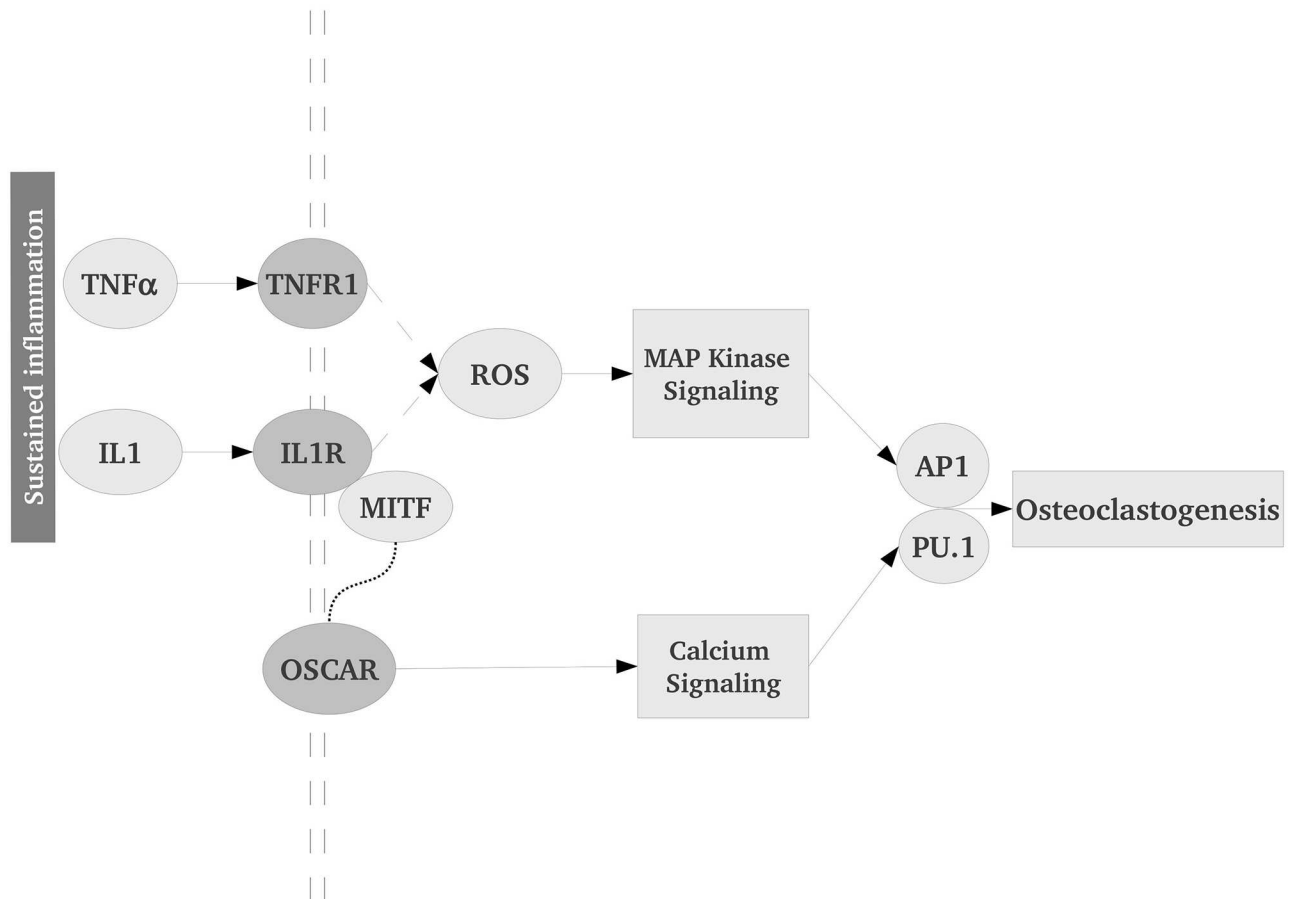 Sustained inflammation
TNFα
TNFR1
IL1
IL1R
MITF
OSCAR
ROS
MAP Kinase
Signaling
Calcium
Signaling
AP1
PU.1
Osteoclastogenesis